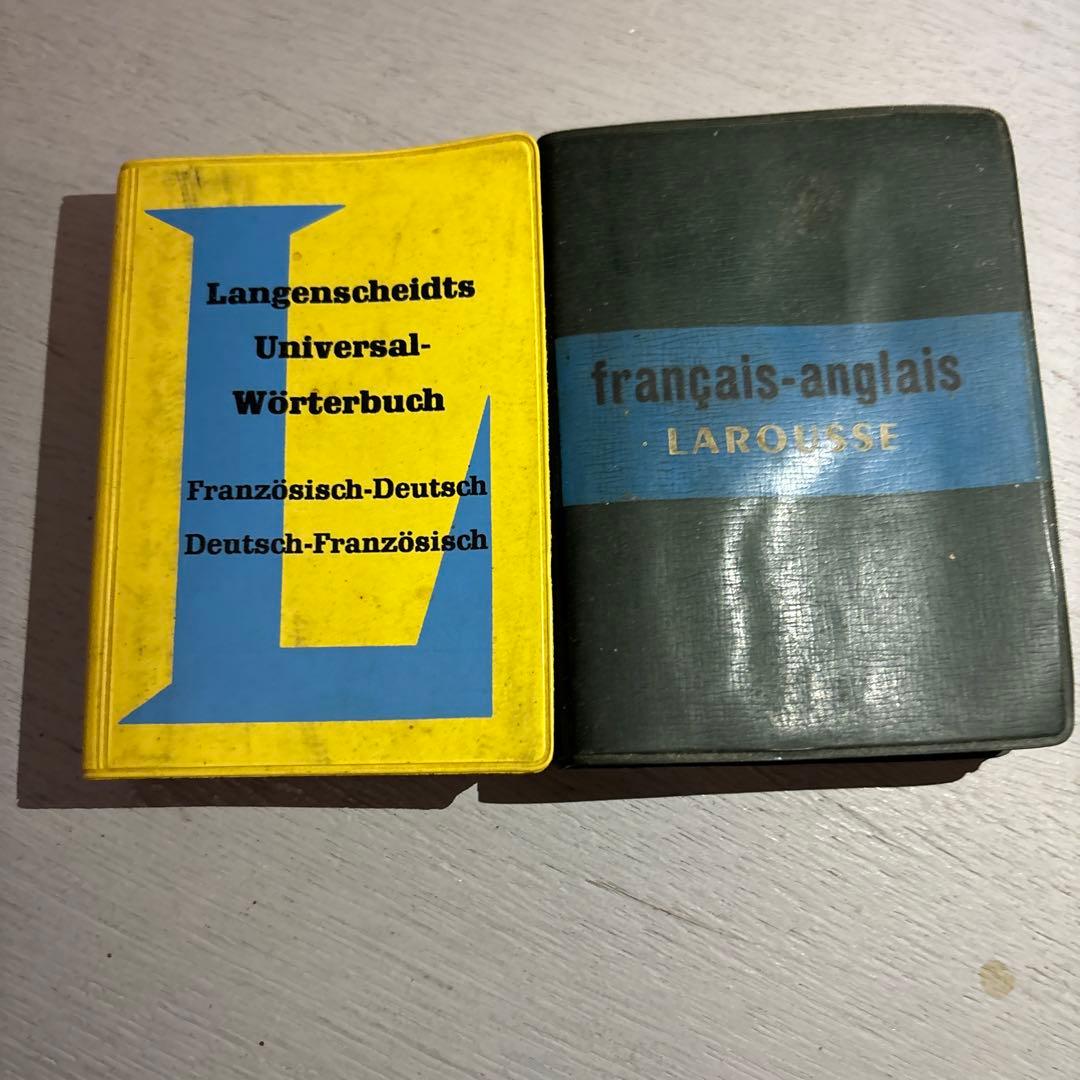 Langenscheidts
Universal-
Wörterbuch
Französisch-Deutsch
Deutsch-Französisch
français-anglais
LAROUSSE